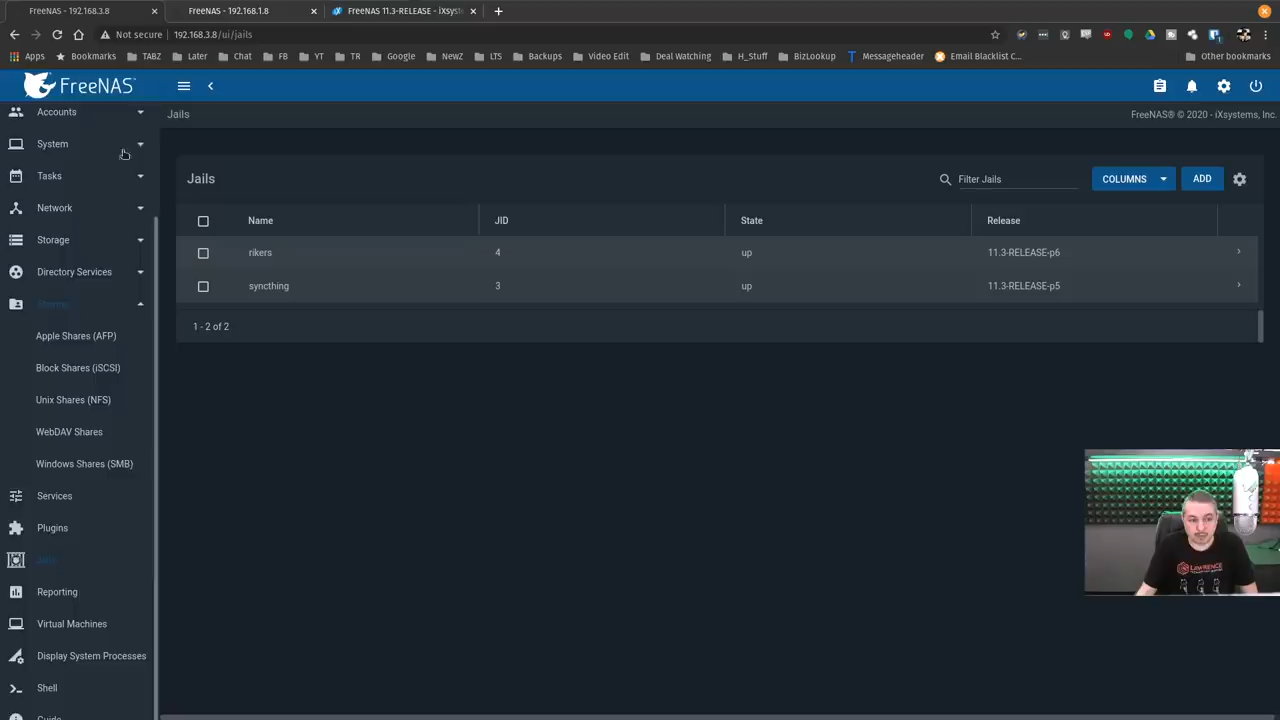 FreeNAS - 192.168.3.8
FreeNAS - 192.168.1.8
FreeNAS 11.3-RELEASE - iXsyst
Not secure
192.168.3.8/ui/jails
Apps
Bookmarks
TABZ
Later
Chat
FB
YT
TR
Google
NewZ
LTS
Backups
Video Edit
Deal Watching
H_Stuff
BizLookup
Messageheader
Email Blacklist C...
Other bookmarks
FreeNAS
Accounts
System
Tasks
Network
Storage
Directory Services
Sharing
Apple Shares (AFP)
Block Shares (iSCSI)
Unix Shares (NFS)
WebDAV Shares
Windows Shares (SMB)
Services
Plugins
Jails
Reporting
Virtual Machines
Display System Processes
Shell
Guide
Jails
FreeNAS® © 2020 - iXsystems, Inc.
Jails
Filter Jails
COLUMNS
ADD
Name JID State Release
rikers 4 up 11.3-RELEASE-p6
syncthing 3 up 11.3-RELEASE-p5
1 - 2 of 2
LAWRENCE